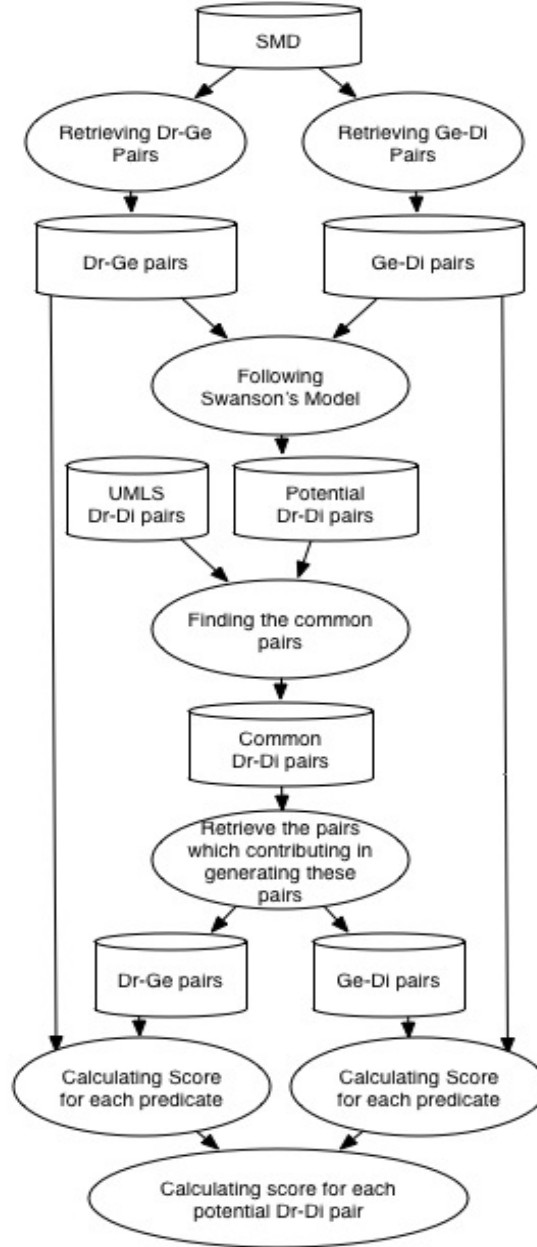 SMD
Retrieving Dr-Ge
Pairs
Retrieving Ge-Di
Pairs
Dr-Ge pairs
Ge-Di pairs
Following
Swanson's Model
UMLS
Dr-Di pairs
Potential
Dr-Di pairs
Finding the common
pairs
Common
Dr-Di pairs
Retrieve the pairs
which contributing in
generating these
pairs
Dr-Ge pairs
Ge-Di pairs
Calculating Score
for each predicate
Calculating Score
for each predicate
Calculating score for each
potential Dr-Di pair